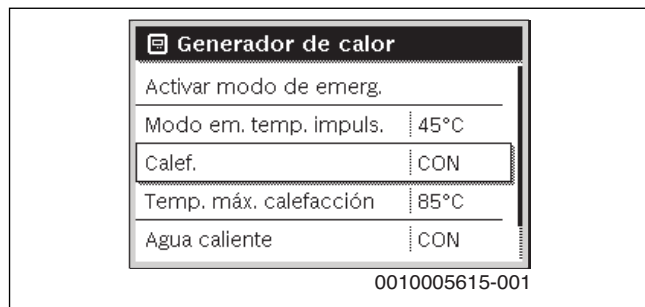 Generador de calor
Activar modo de emerg.
Modo em. temp. impuls. 45°C
Calef. CON
Temp. máx. calefacción 85°C
Agua caliente CON
0010005615-001